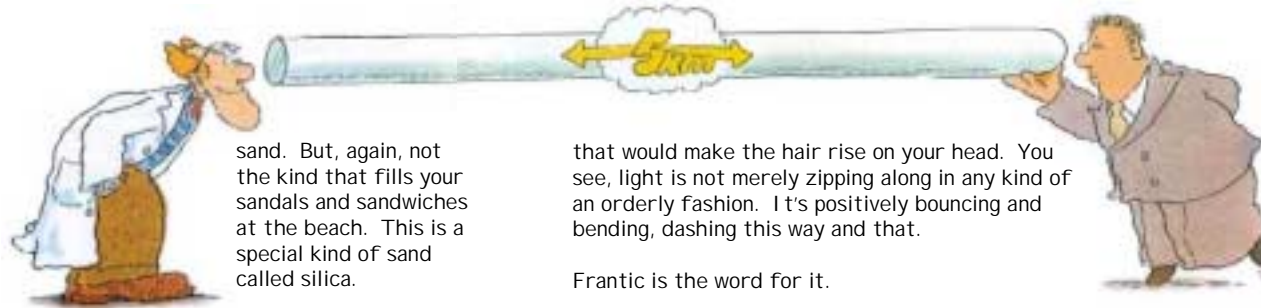 5km
sand. But, again, not
the kind that fills your
sandals and sandwiches
at the beach. This is a
special kind of sand
called silica.
that would make the hair rise on your head. You
see, light is not merely zipping along in any kind of
an orderly fashion. It's positively bouncing and
bending, dashing this way and that.
Frantic is the word for it.